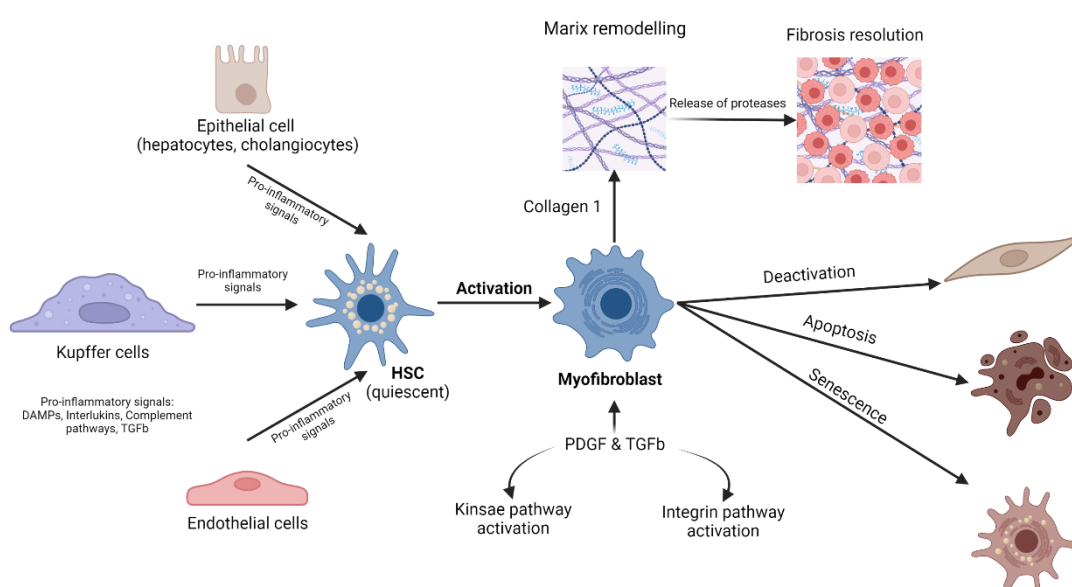 Marix remodelling
Fibrosis resolution
Release of proteases
Epithelial cell
(hepatocytes, cholangiocytes)
Pro-inflammatory
signals
Collagen 1
Pro-inflammatory
signals
Activation
Deactivation
Apoptosis
Senescence
Kupffer cells
HSC
(quiescent)
Myofibroblast
Pro-inflammatory signals:
DAMPs, Interlukins, Complement
pathways, TGFb
Pro-inflammatory
signals
PDGF & TGFb
Endothelial cells
Kinsae pathway
activation
Integrin pathway
activation